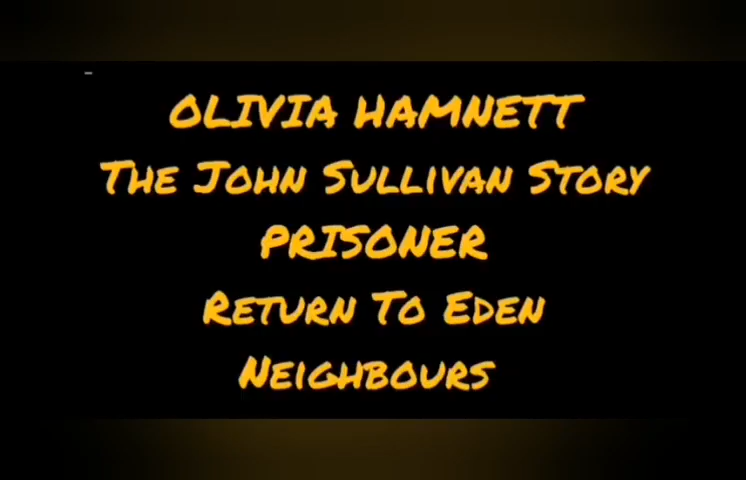 OLIVIA HAMNETT
THE JOHN SULLIVAN STORY
PRISONER
RETURN TO EDEN
NEIGHBOURS